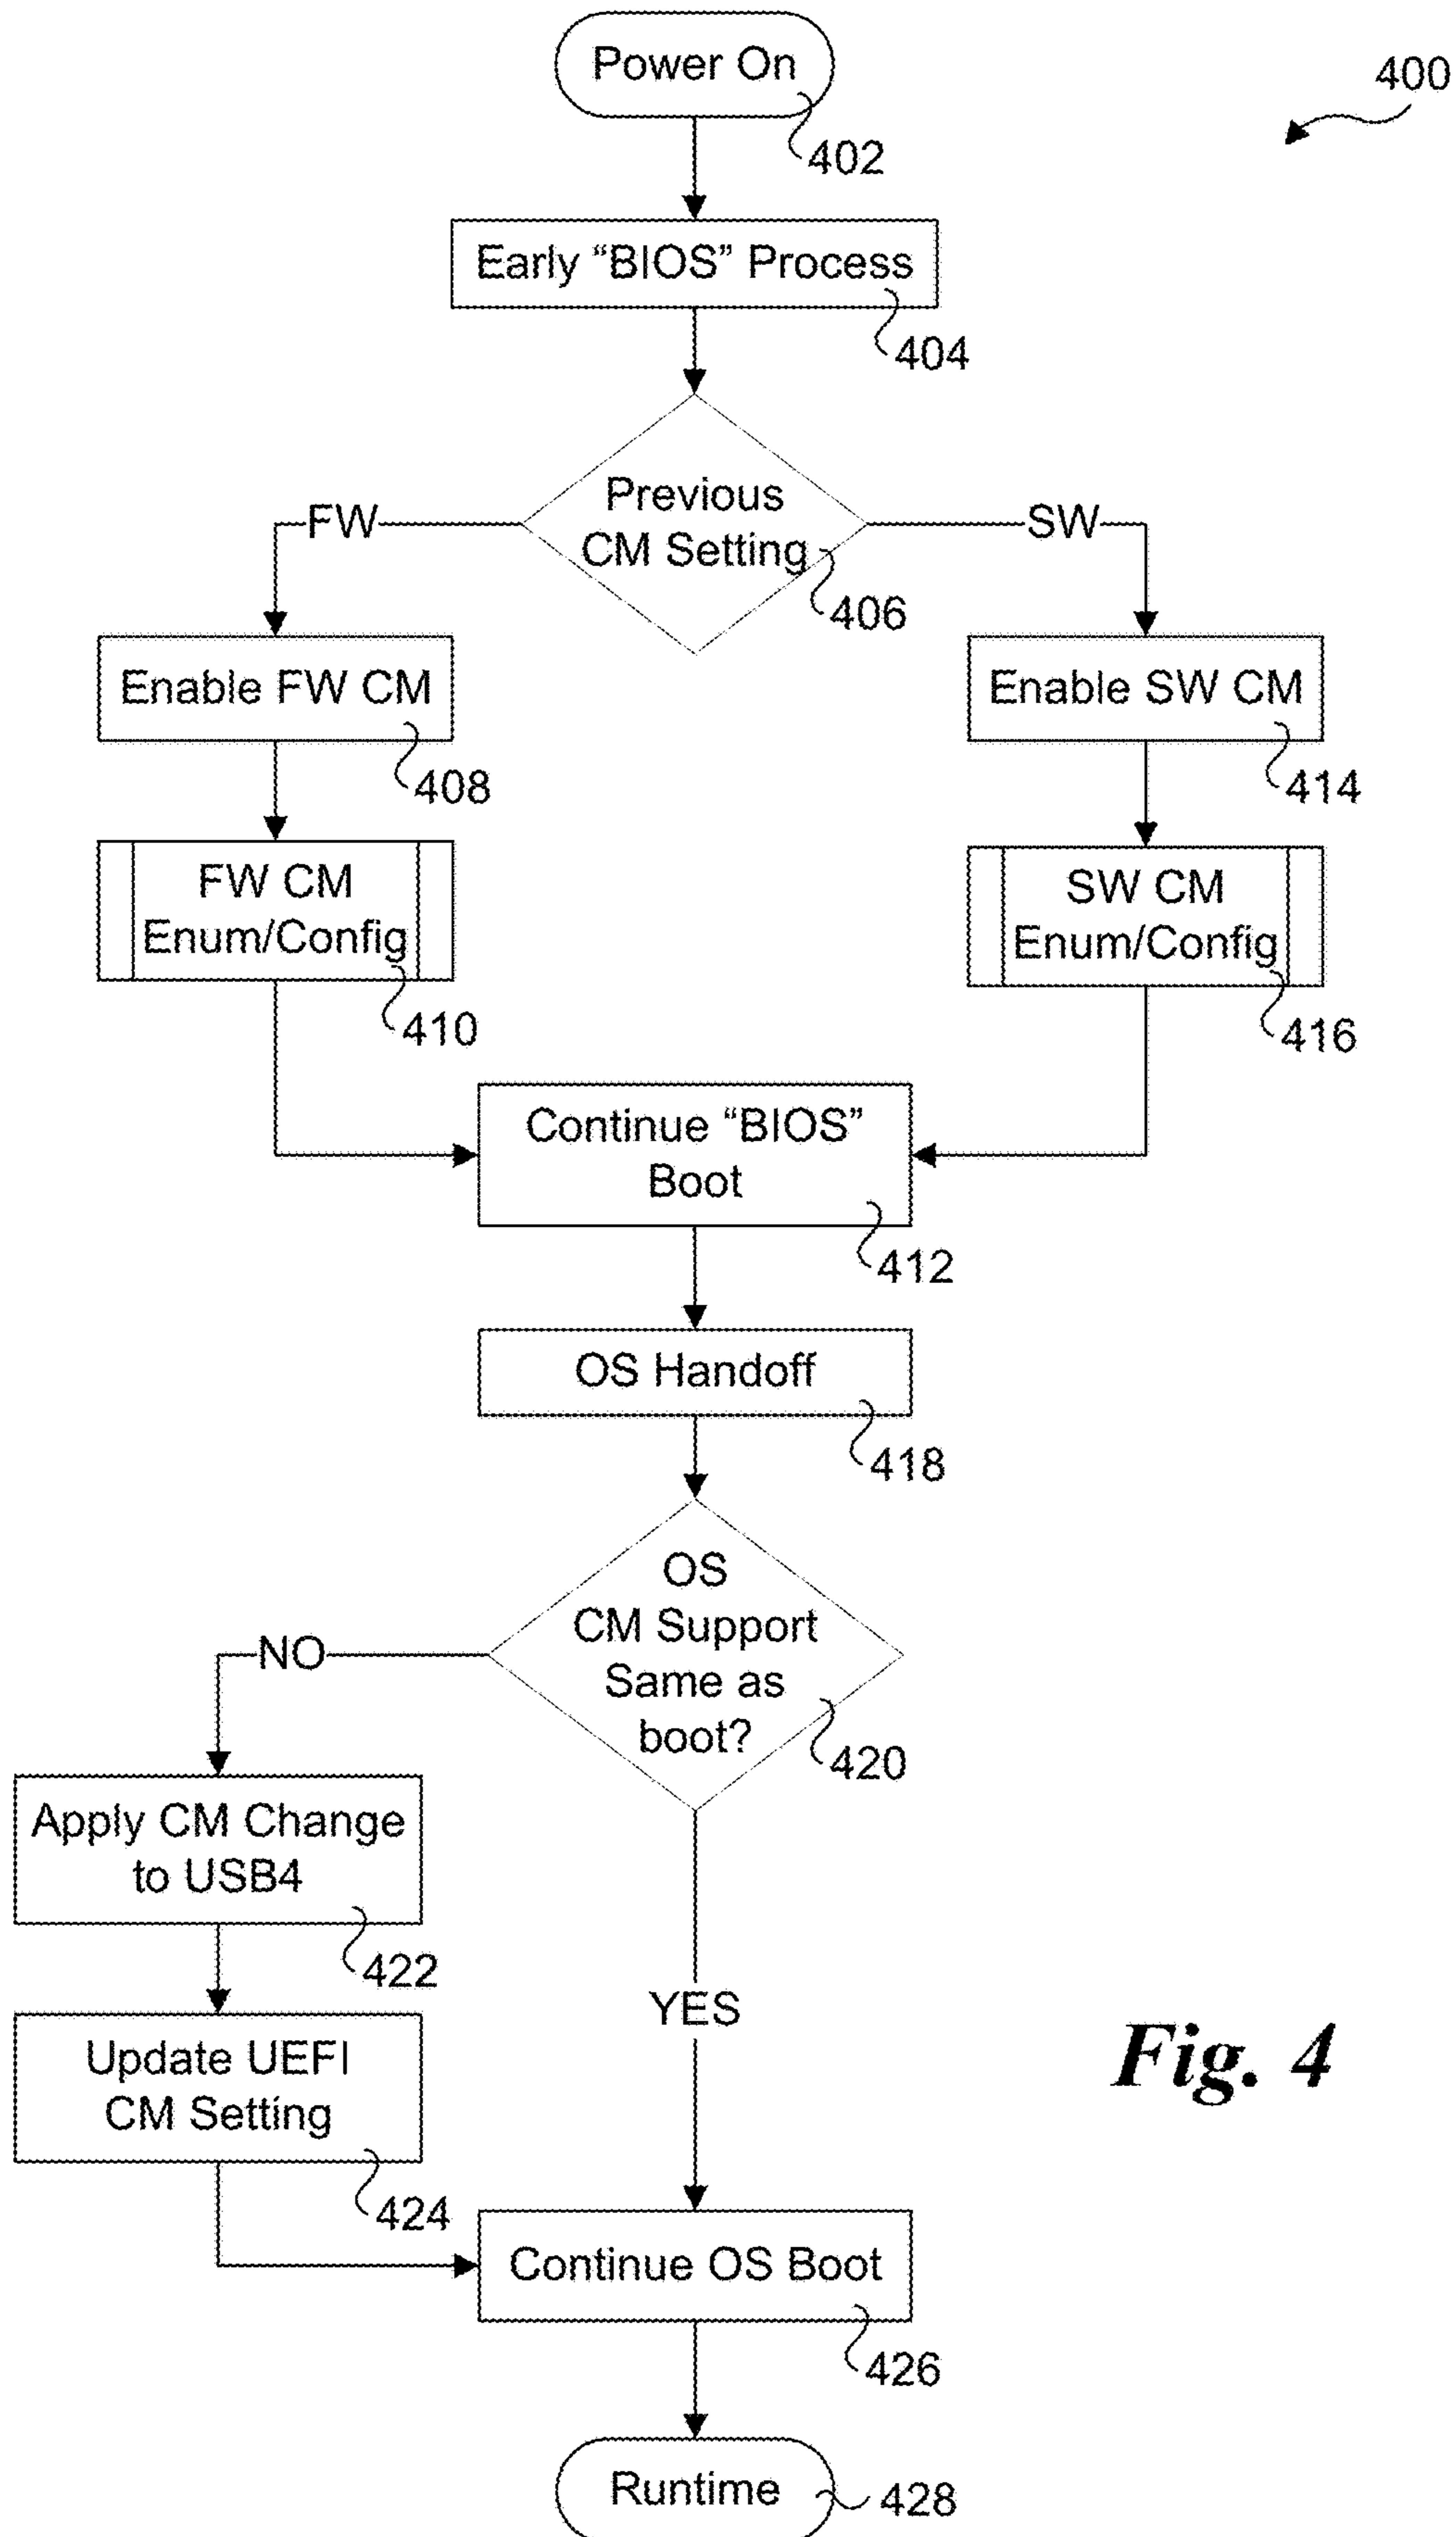 Power On
400
402
Early “BIOS” Process
404
Previous
CM Setting
406
FW
SW
Enable FW CM
408
Enable SW CM
414
FW CM
Enum/Config
410
SW CM
Enum/Config
416
Continue “BIOS”
Boot
412
OS Handoff
418
OS
CM Support
Same as
boot?
420
NO
YES
Apply CM Change
to USB4
422
Update UEFI
CM Setting
424
Fig. 4
Continue OS Boot
426
Runtime
428